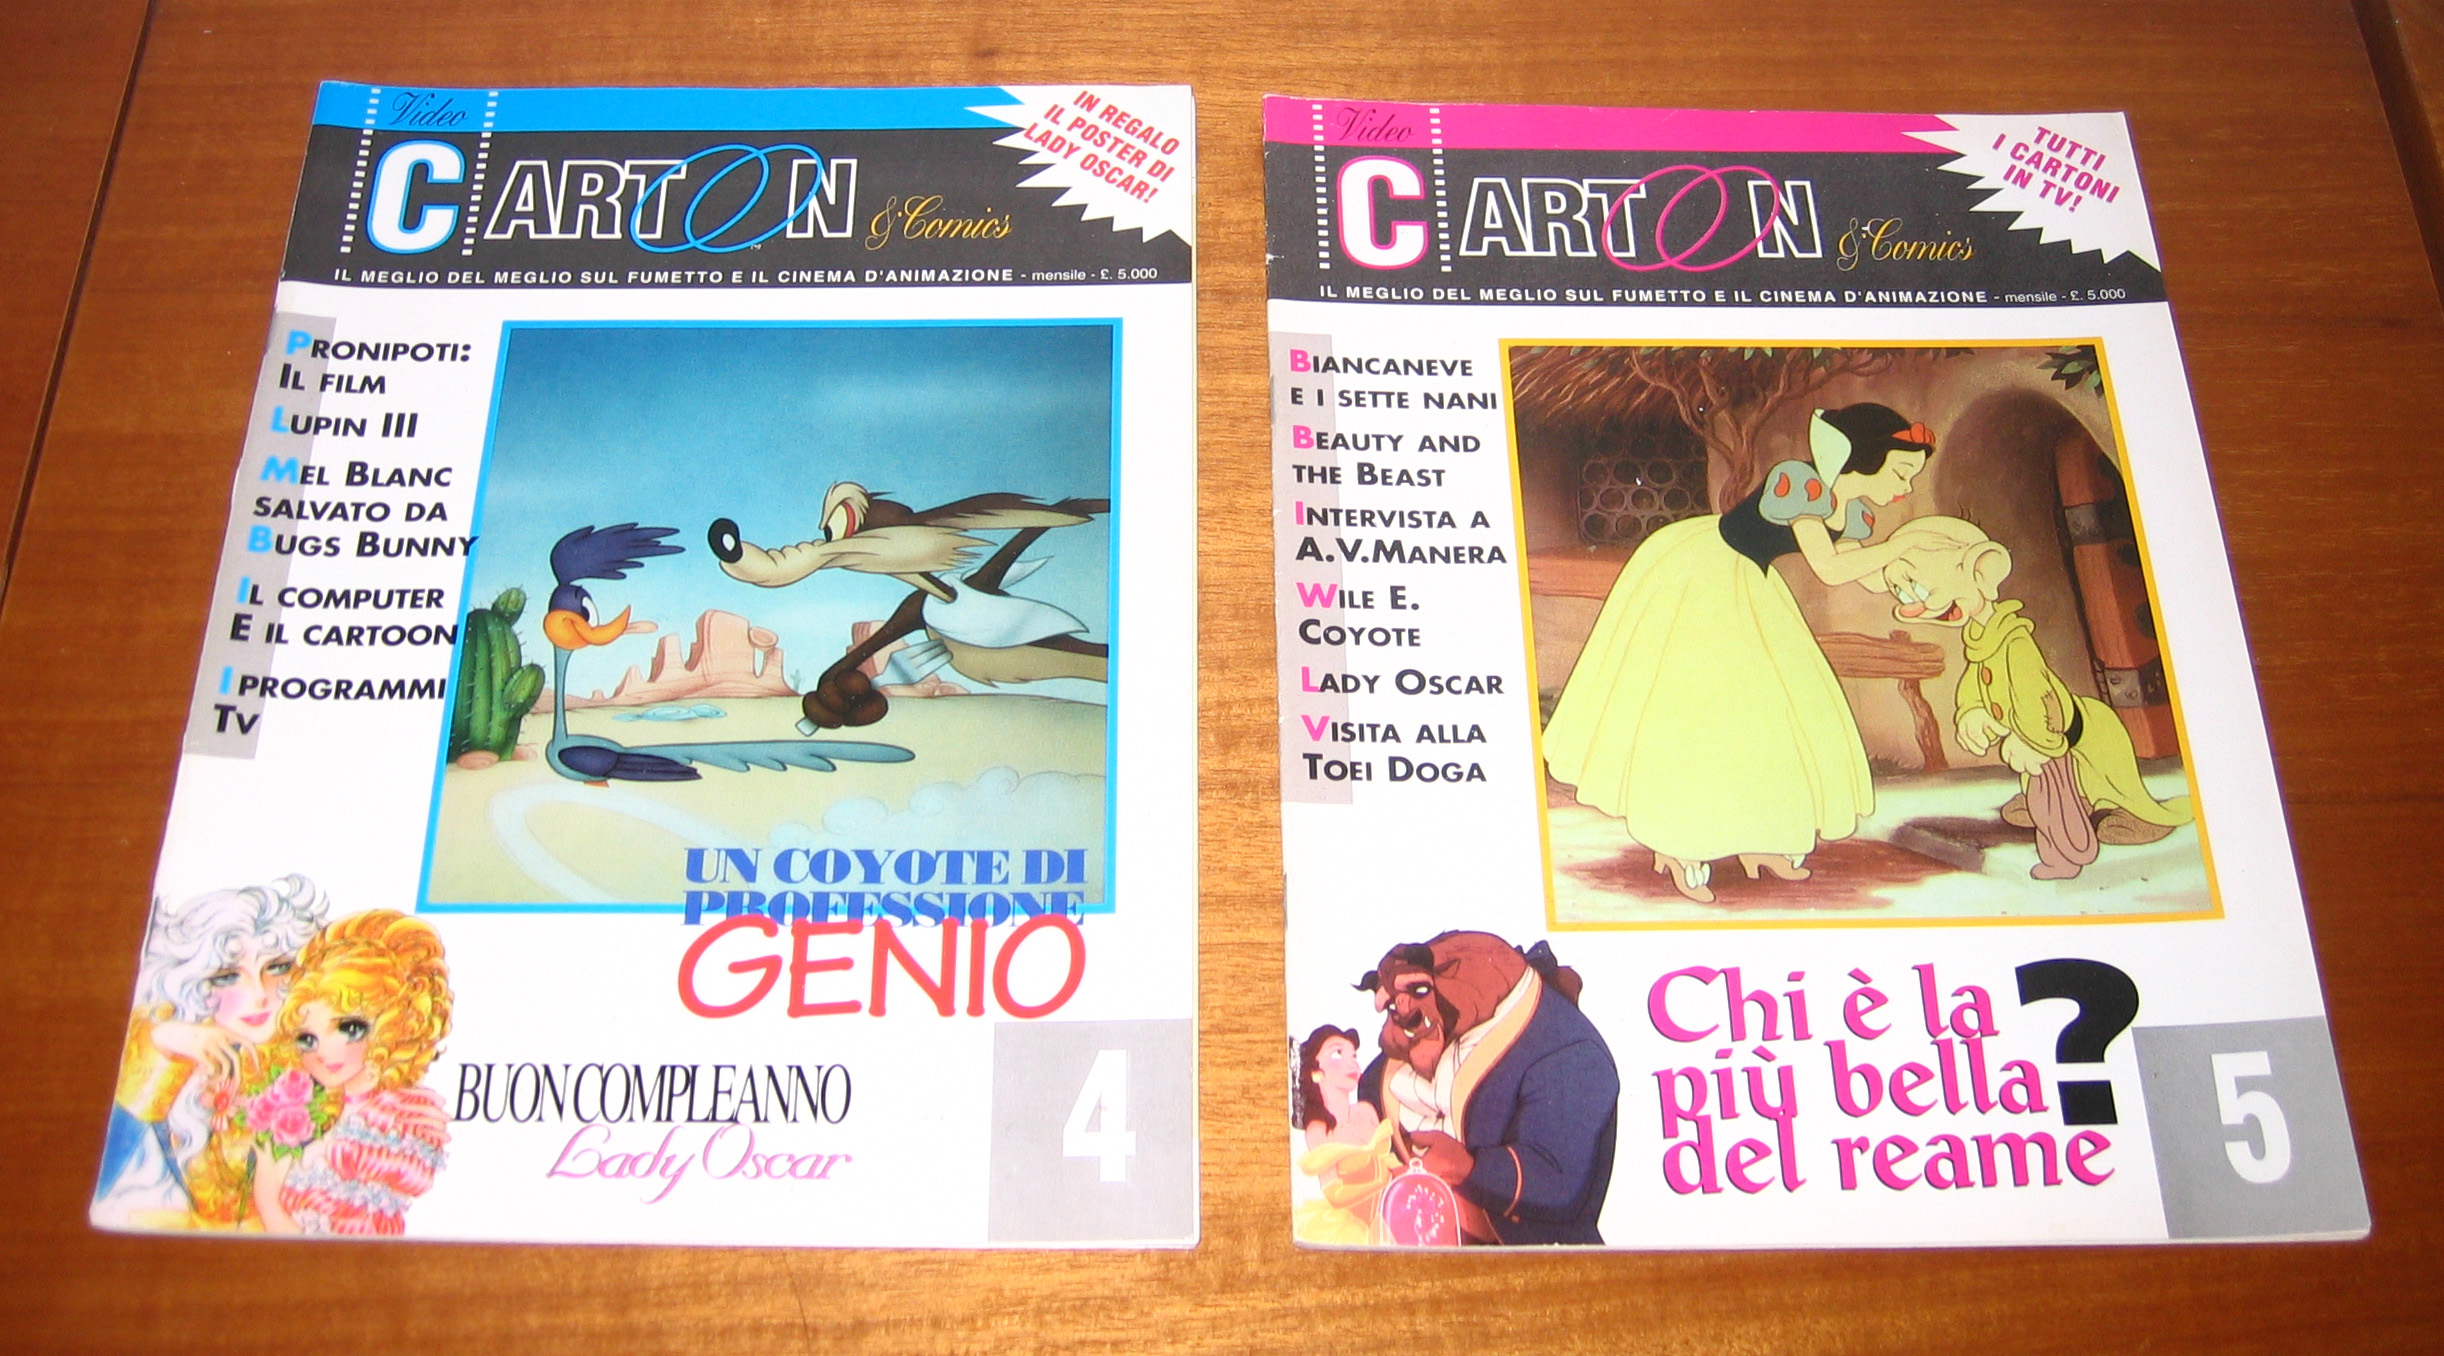 Video
CARTOON & Comics
IN REGALO
IL POSTER DI
LADY OSCAR!
IL MEGLIO DEL MEGLIO SUL FUMETTO E IL CINEMA D'ANIMAZIONE - mensile - £. 5.000
PRONIPOTI:
IL FILM
LUPIN III
MEL BLANC
SALVATO DA
BUGS BUNNY
IL COMPUTER
E IL CARTOON
I PROGRAMMI
TV
UN COYOTE DI
PROFESSIONE
GENIO
BUON COMPLEANNO
Lady Oscar
4
Video
CARTOON & Comics
TUTTI
I CARTONI
IN TV!
IL MEGLIO DEL MEGLIO SUL FUMETTO E IL CINEMA D'ANIMAZIONE - mensile - £. 5.000
BIANCANEVE
E I SETTE NANI
BEAUTY AND
THE BEAST
INTERVISTA A
A.V.MANERA
WILE E.
COYOTE
LADY OSCAR
VISITA ALLA
TOEI DOGA
Chi è la
più bella
del reame?
5